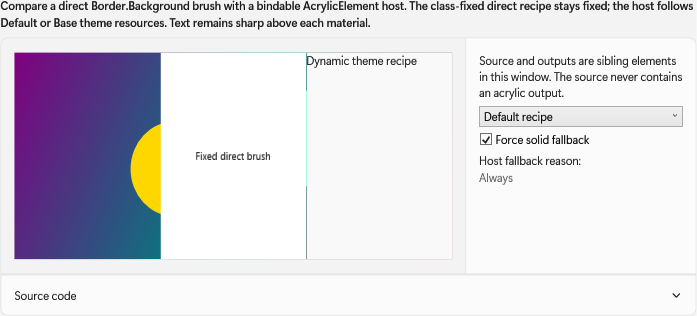 Compare a direct Border.Background brush with a bindable AcrylicElement host. The class-fixed direct recipe stays fixed; the host follows
Default or Base theme resources. Text remains sharp above each material.
Fixed direct brush
Dynamic theme recipe
Source and outputs are sibling elements
in this window. The source never contains
an acrylic output.
Default recipe
Force solid fallback
Host fallback reason:
Always
Source code